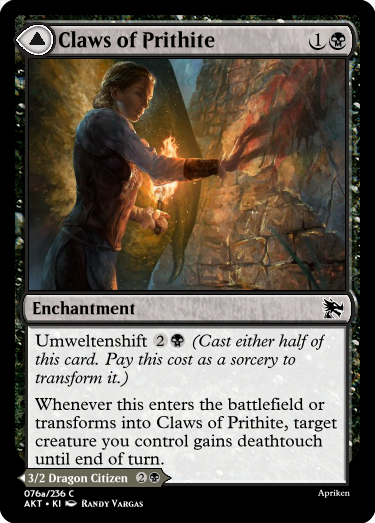 Claws of Prithite 1
Enchantment
Umweltenshift 2 (Cast either half of
this card. Pay this cost as a sorcery to
transform it.)
Whenever this enters the battlefield or
transforms into Claws of Prithite, target
creature you control gains deathtouch
until end of turn.
3/2 Dragon Citizen 2
076a/236 C
Apriken
AKT • KI Randy Vargas